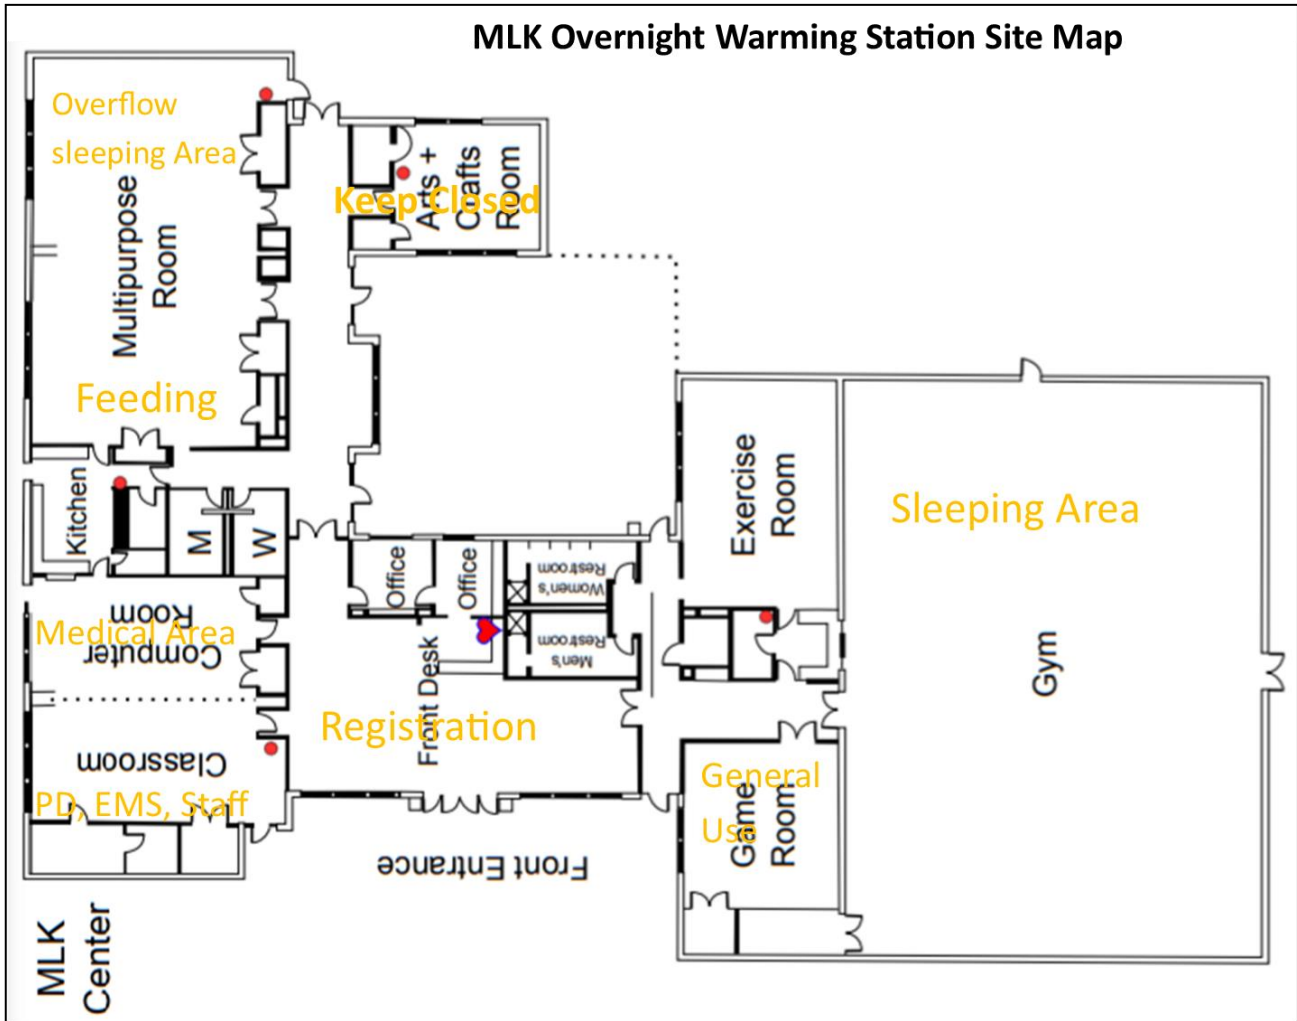 MLK Overnight Warming Station Site Map
Overflow
sleeping Area
Multipurpose
Room
Feeding
Keep Closed
Arts +
Crafts
Room
Kitchen
M
W
Office
Office
Women's
Restroom
Men's
Restroom
Exercise
Room
Sleeping Area
Gym
Medical Area
Computer
Room
Classroom
PD, EMS, Staff
Registration
Front Desk
General
Use
Game
Room
Front Entrance
MLK
Center